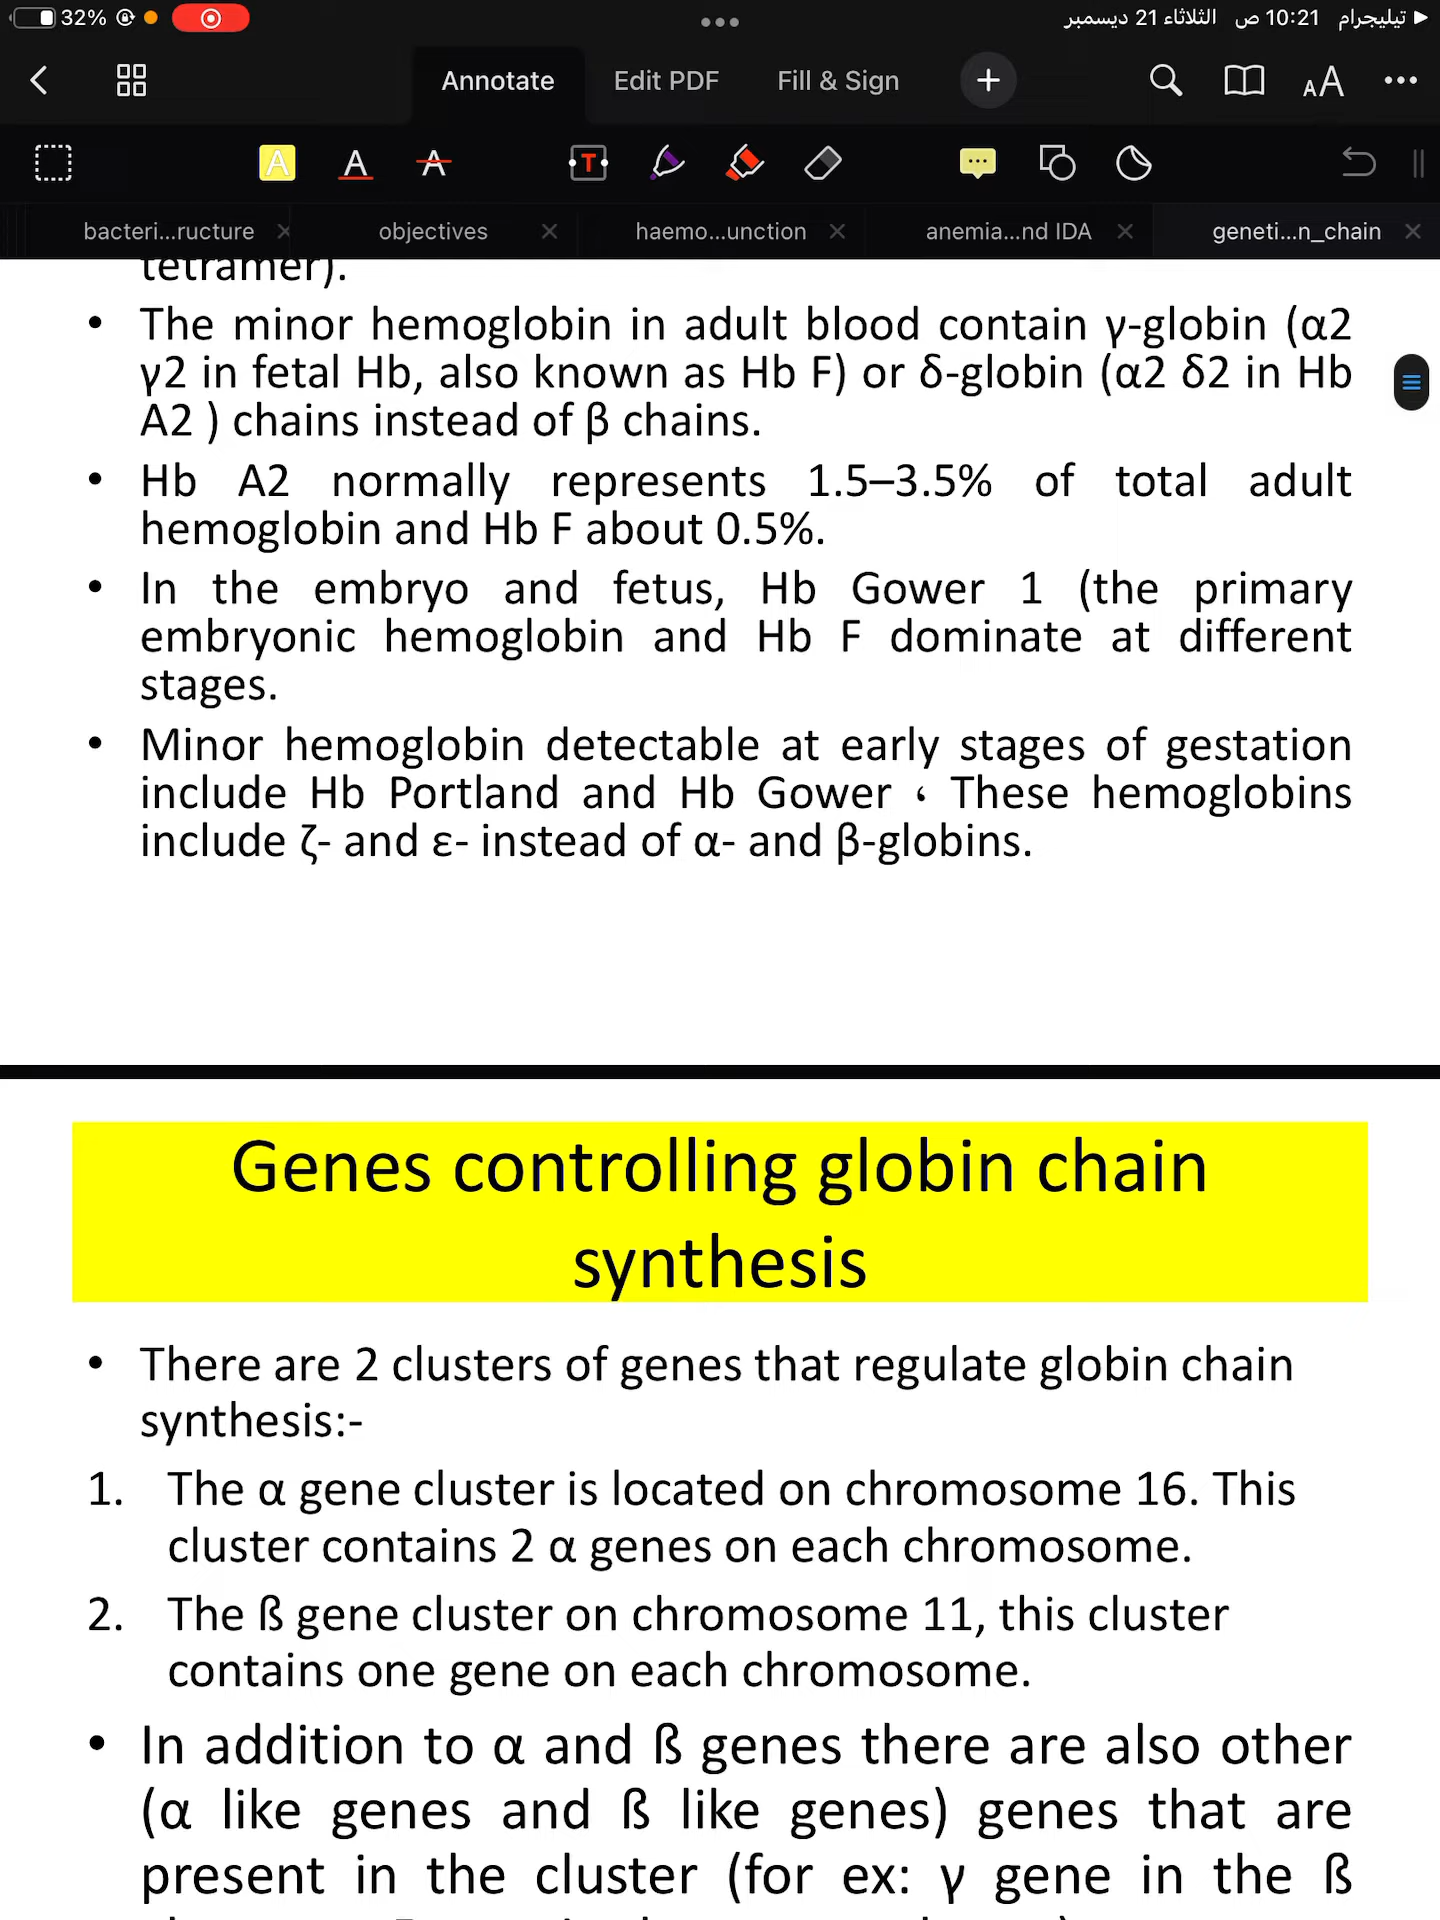 32%
تيليجرام 10:21 ص الثلاثاء 21 ديسمبر
Annotate Edit PDF Fill & Sign
bacteri...ructure objectives haemo...unction anemia...nd IDA geneti...n_chain
tetramer).
• The minor hemoglobin in adult blood contain γ-globin (α2
γ2 in fetal Hb, also known as Hb F) or δ-globin (α2 δ2 in Hb
A2 ) chains instead of β chains.
• Hb A2 normally represents 1.5–3.5% of total adult
hemoglobin and Hb F about 0.5%.
• In the embryo and fetus, Hb Gower 1 (the primary
embryonic hemoglobin and Hb F dominate at different
stages.
• Minor hemoglobin detectable at early stages of gestation
include Hb Portland and Hb Gower ، These hemoglobins
include ζ- and ε- instead of α- and β-globins.
Genes controlling globin chain
synthesis
• There are 2 clusters of genes that regulate globin chain
synthesis:-
1. The α gene cluster is located on chromosome 16. This
cluster contains 2 α genes on each chromosome.
2. The ß gene cluster on chromosome 11, this cluster
contains one gene on each chromosome.
• In addition to α and ß genes there are also other
(α like genes and ß like genes) genes that are
present in the cluster (for ex: γ gene in the ß